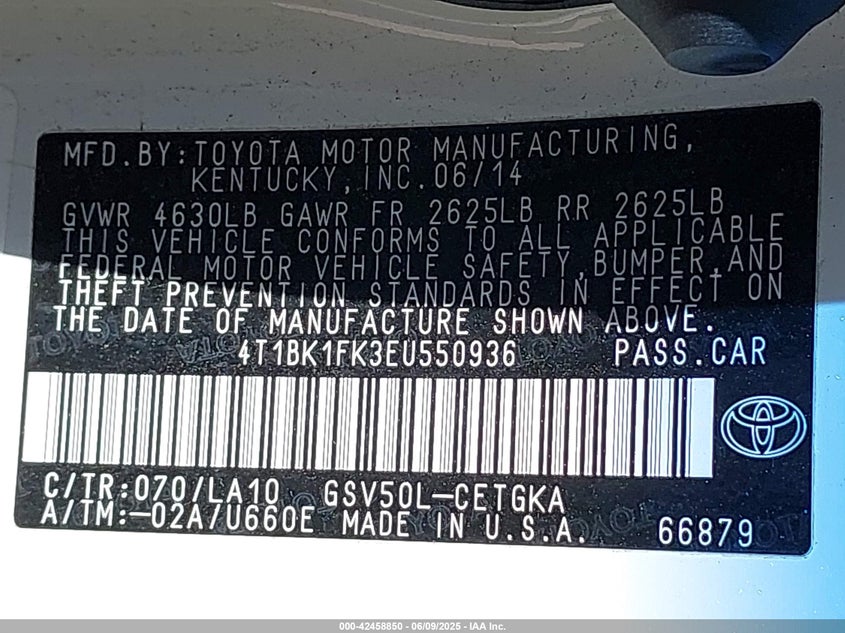 MFD.BY:TOYOTA MOTOR MANUFACTURING,
KENTUCKY,INC.06/14
GVWR 4630LB GAWR FR 2625LB RR 2625LB
THIS VEHICLE CONFORMS TO ALL APPLICABLE
FEDERAL MOTOR VEHICLE SAFETY,BUMPER,AND
THEFT PREVENTION STANDARDS IN EFFECT ON
THE DATE OF MANUFACTURE SHOWN ABOVE.
4T1BK1FK3EU550936 PASS.CAR
C/TR:070/LA10 GSV50L-CETGKA
A/TM:-02A/U660E MADE IN U.S.A. 66879
000-42458850 - 06/09/2025 - IAA Inc.